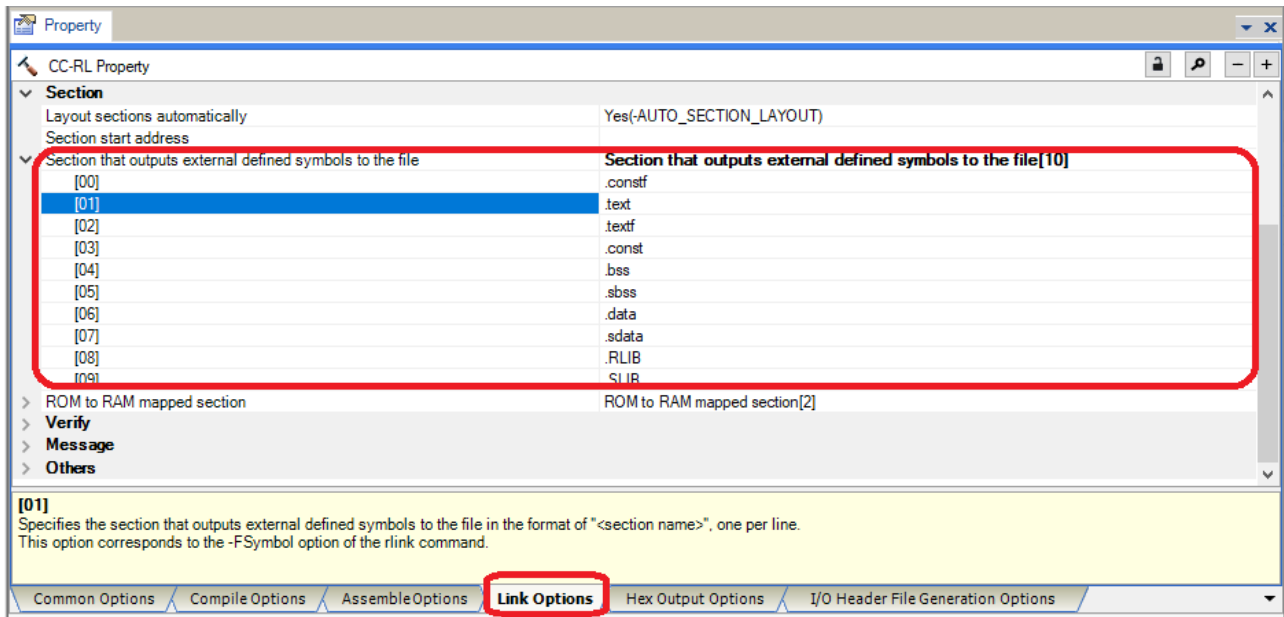 Property
CC-RL Property
Section
Layout sections automatically Yes(-AUTO_SECTION_LAYOUT)
Section start address
Section that outputs external defined symbols to the file Section that outputs external defined symbols to the file[10]
[00] .constf
[01] .text
[02] .textf
[03] .const
[04] .bss
[05] .sbss
[06] .data
[07] .sdata
[08] .RLIB
[09] .SLIB
ROM to RAM mapped section ROM to RAM mapped section[2]
Verify
Message
Others
[01]
Specifies the section that outputs external defined symbols to the file in the format of "<section name>", one per line.
This option corresponds to the -FSymbol option of the rlink command.
Common Options Compile Options Assemble Options Link Options Hex Output Options I/O Header File Generation Options